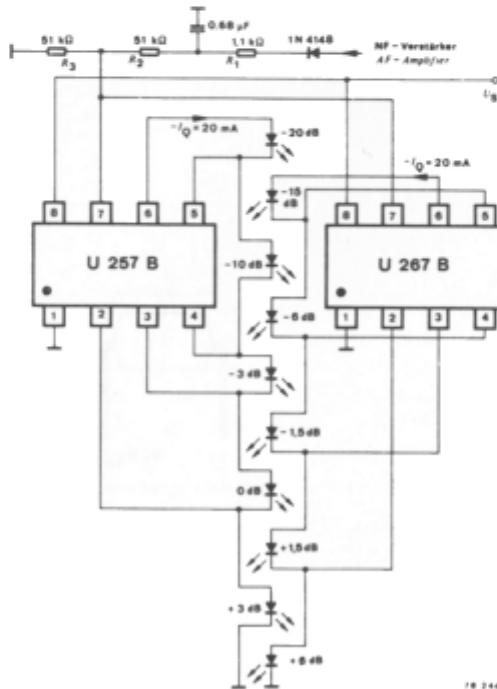 0.68 µF
51 kΩ
R3
51 kΩ
R2
1,1 kΩ
R1
1N 4148
NF-Verstärker
AF-Amplifier
US
-IQ = 20 mA
-20 dB
-IQ = 20 mA
-15
dB
8 7 6 5
U 257 B
1 2 3 4
8 7 6 5
U 267 B
1 2 3 4
-10 dB
-6 dB
-3 dB
-1,5 dB
0 dB
+1,5 dB
+3 dB
+6 dB